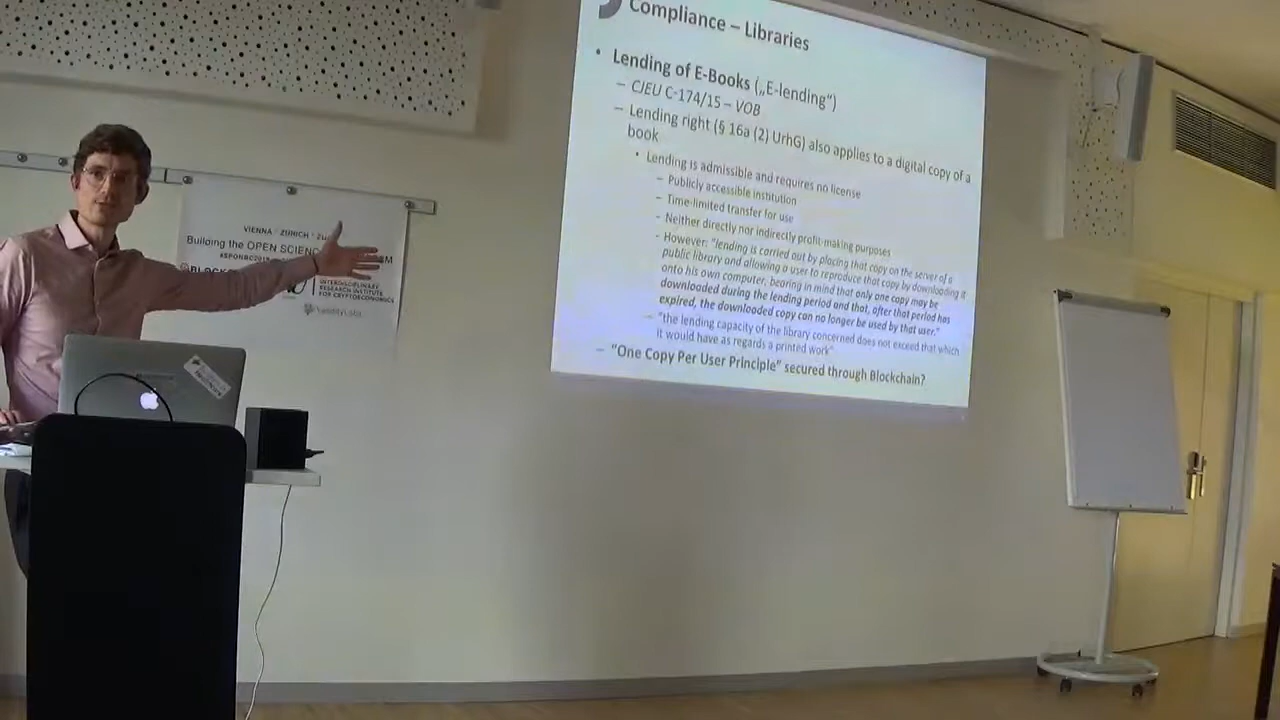 Compliance – Libraries
• Lending of E-Books („E-lending“)
– CJEU C-174/15 – VOB
– Lending right (§ 16a (2) UrhG) also applies to a digital copy of a
book
• Lending is admissible and requires no license
– Publicly accessible institution
– Time-limited transfer for use
– Neither directly nor indirectly profit-making purposes
– However: "lending is carried out by placing that copy on the server of a
public library and allowing a user to reproduce that copy by downloading it
onto his own computer, bearing in mind that only one copy may be
downloaded during the lending period and that, after that period has
expired, the downloaded copy can no longer be used by that user."
– "the lending capacity of the library concerned does not exceed that which
it would have as regards a printed work"
– "One Copy Per User Principle" secured through Blockchain?
VIENNA · ZURICH · ZU
Building the OPEN SCIENC M
BLOCK
INTERDISCIPLINARY
RESEARCH INSTITUTE
FOR CRYPTOECONOMICS